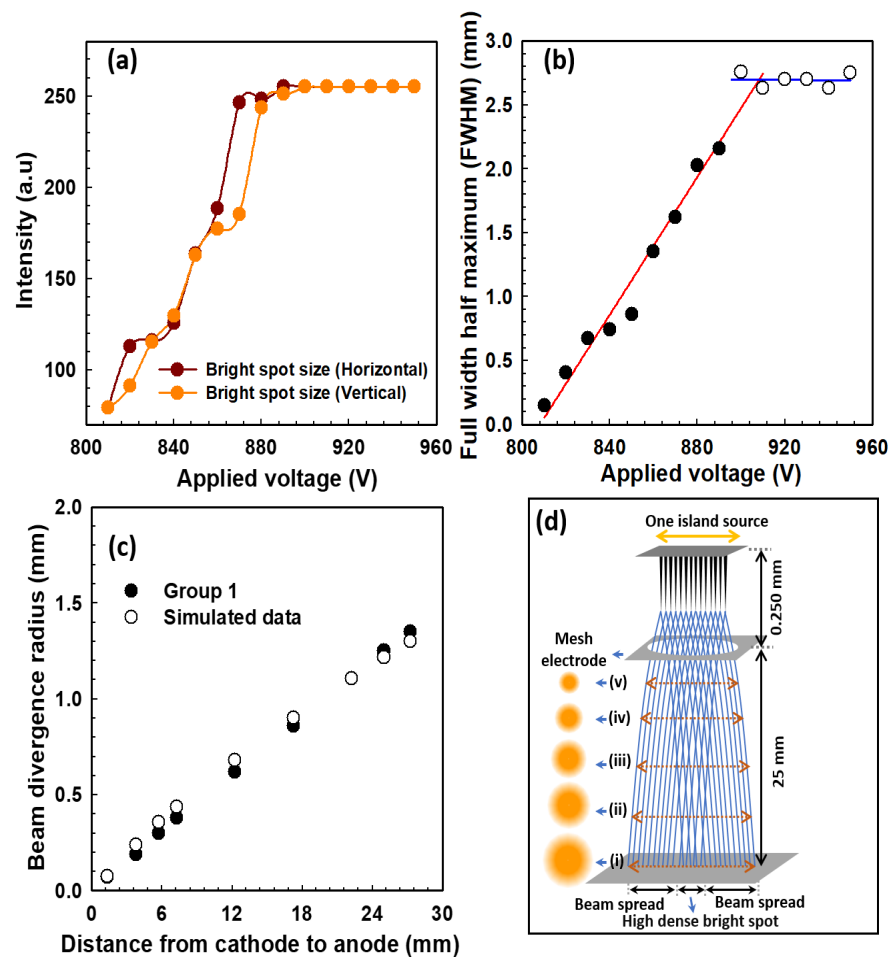 (a)
Intensity (a.u)
250
200
150
100
Bright spot size (Horizontal)
Bright spot size (Vertical)
800 840 880 920 960
Applied voltage (V)
(b)
Full width half maximum (FWHM) (mm)
3.0
2.5
2.0
1.5
1.0
0.5
0.0
800 840 880 920 960
Applied voltage (V)
(c)
Beam divergence radius (mm)
2.0
1.5
1.0
0.5
0.0
Group 1
Simulated data
0 6 12 18 24 30
Distance from cathode to anode (mm)
(d)
One island source
0.250 mm
Mesh
electrode
25 mm
(v)
(iv)
(iii)
(ii)
(i)
Beam spread
Beam spread
High dense bright spot